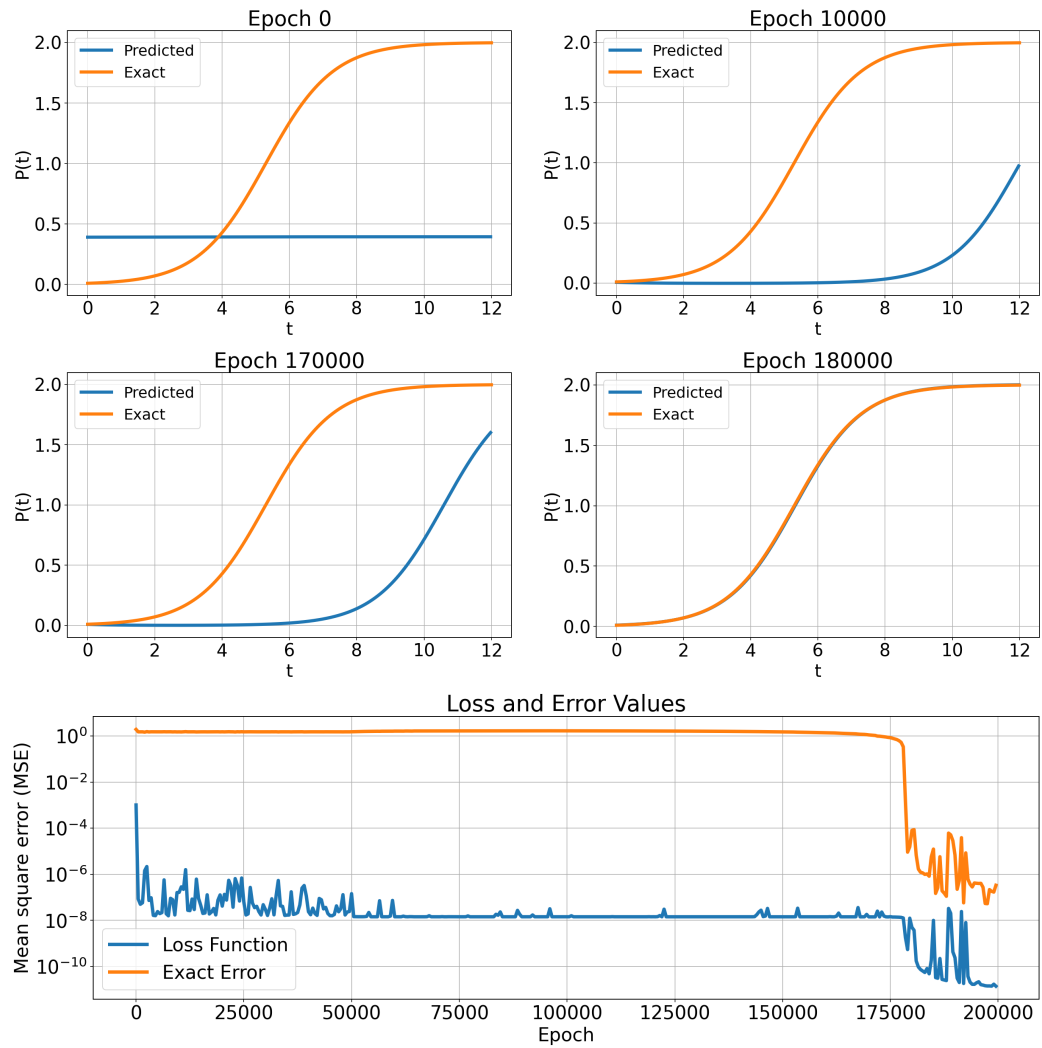 Epoch 0
Predicted
Exact
P(t)
2.0
1.5
1.0
0.5
0.0
0 2 4 6 8 10 12
t
Epoch 10000
Predicted
Exact
P(t)
2.0
1.5
1.0
0.5
0.0
0 2 4 6 8 10 12
t
Epoch 170000
Predicted
Exact
P(t)
2.0
1.5
1.0
0.5
0.0
0 2 4 6 8 10 12
t
Epoch 180000
Predicted
Exact
P(t)
2.0
1.5
1.0
0.5
0.0
0 2 4 6 8 10 12
t
Loss and Error Values
Mean square error (MSE)
10⁰
10⁻²
10⁻⁴
10⁻⁶
10⁻⁸
10⁻¹⁰
Loss Function
Exact Error
0 25000 50000 75000 100000 125000 150000 175000 200000
Epoch